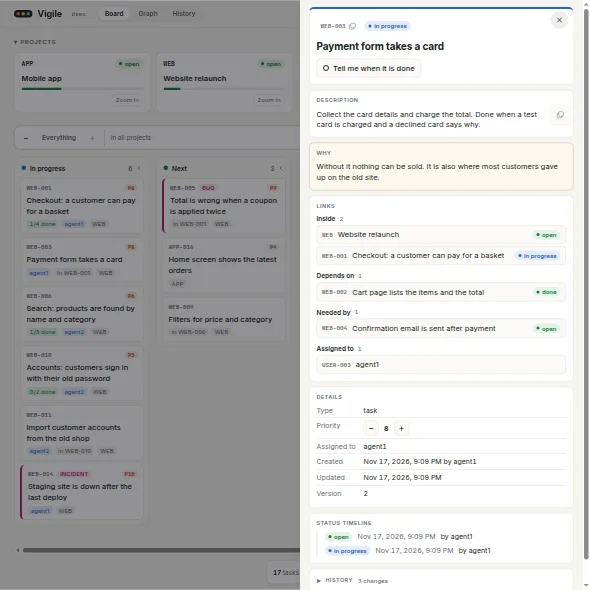 Vigile demo Board Graph History
PROJECTS
APP open
Mobile app
Zoom in
WEB open
Website relaunch
Zoom in
− Everything + in all projects
In progress 6
WEB-001 P8
Checkout: a customer can pay
for a basket
1/4 done agent1 WEB
WEB-003 P8
Payment form takes a card
agent1 in WEB-001 WEB
WEB-006 P6
Search: products are found by
name and category
1/3 done agent2 WEB
WEB-010 P5
Accounts: customers sign in
with their old password
0/2 done agent2 WEB
WEB-011
Import customer accounts
from the old shop
agent2 in WEB-010 WEB
WEB-014 INCIDENT P10
Staging site is down after the
last deploy
agent1 WEB
Next 3
WEB-005 BUG P9
Total is wrong when a coupon
is applied twice
in WEB-001 WEB
APP-016 P4
Home screen shows the latest
orders
APP
WEB-009
Filters for price and category
in WEB-006 WEB
17 tasks
WEB-003 in progress
Payment form takes a card
Tell me when it is done
DESCRIPTION
Collect the card details and charge the total. Done when a test
card is charged and a declined card says why.
WHY
Without it nothing can be sold. It is also where most customers gave
up on the old site.
LINKS
Inside 2
WEB Website relaunch open
WEB-001 Checkout: a customer can pay for a basket in progress
Depends on 1
WEB-002 Cart page lists the items and the total done
Needed by 1
WEB-004 Confirmation email is sent after payment open
Assigned to 1
USER-003 agent1
DETAILS
Type task
Priority − 8 +
Assigned to agent1
Created Nov 17, 2026, 9:09 PM by agent1
Updated Nov 17, 2026, 9:09 PM
Version 2
STATUS TIMELINE
open Nov 17, 2026, 9:09 PM by agent1
in progress Nov 17, 2026, 9:09 PM by agent1
HISTORY 3 changes